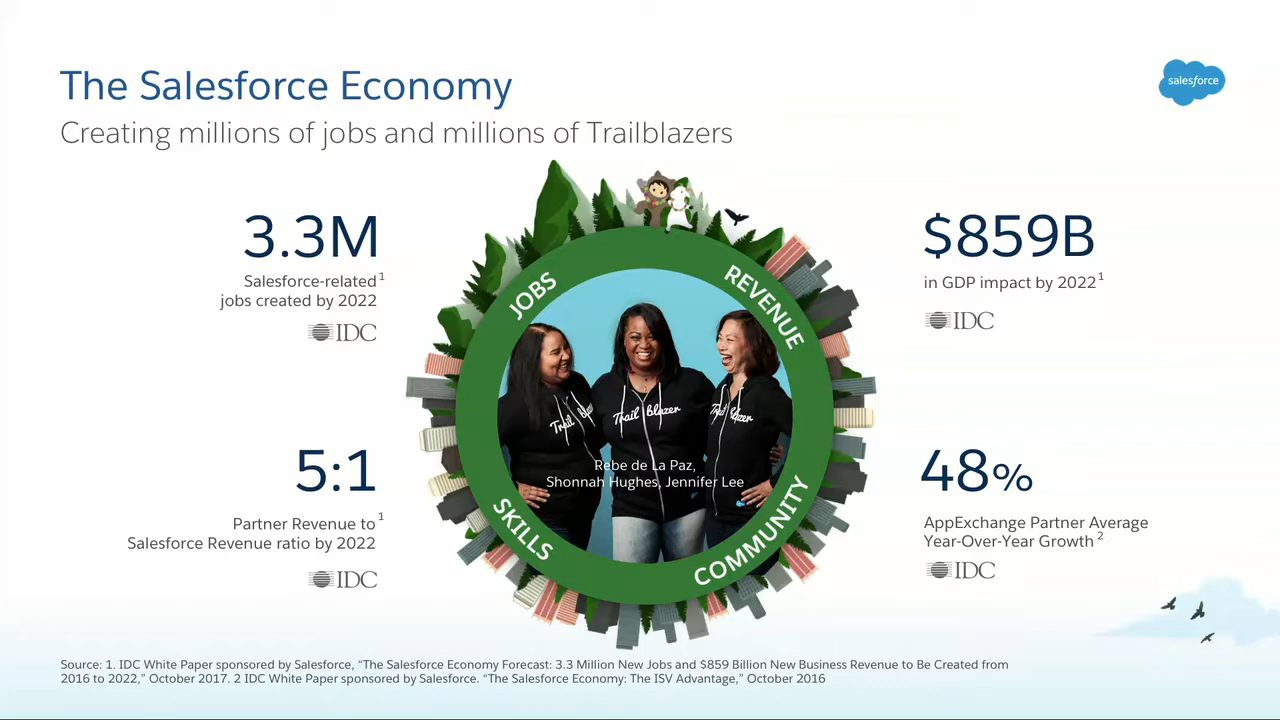 The Salesforce Economy
Creating millions of jobs and millions of Trailblazers
salesforce
3.3M
Salesforce-related¹
jobs created by 2022
IDC
$859B
in GDP impact by 2022¹
IDC
JOBS
REVENUE
SKILLS
COMMUNITY
Trail blazer
Trail blazer
Trail blazer
Rebe de La Paz,
Shonnah Hughes, Jennifer Lee
5:1
Partner Revenue to¹
Salesforce Revenue ratio by 2022
IDC
48%
AppExchange Partner Average
Year-Over-Year Growth²
IDC
Source: 1. IDC White Paper sponsored by Salesforce, “The Salesforce Economy Forecast: 3.3 Million New Jobs and $859 Billion New Business Revenue to Be Created from
2016 to 2022,” October 2017. 2 IDC White Paper sponsored by Salesforce. “The Salesforce Economy: The ISV Advantage,” October 2016